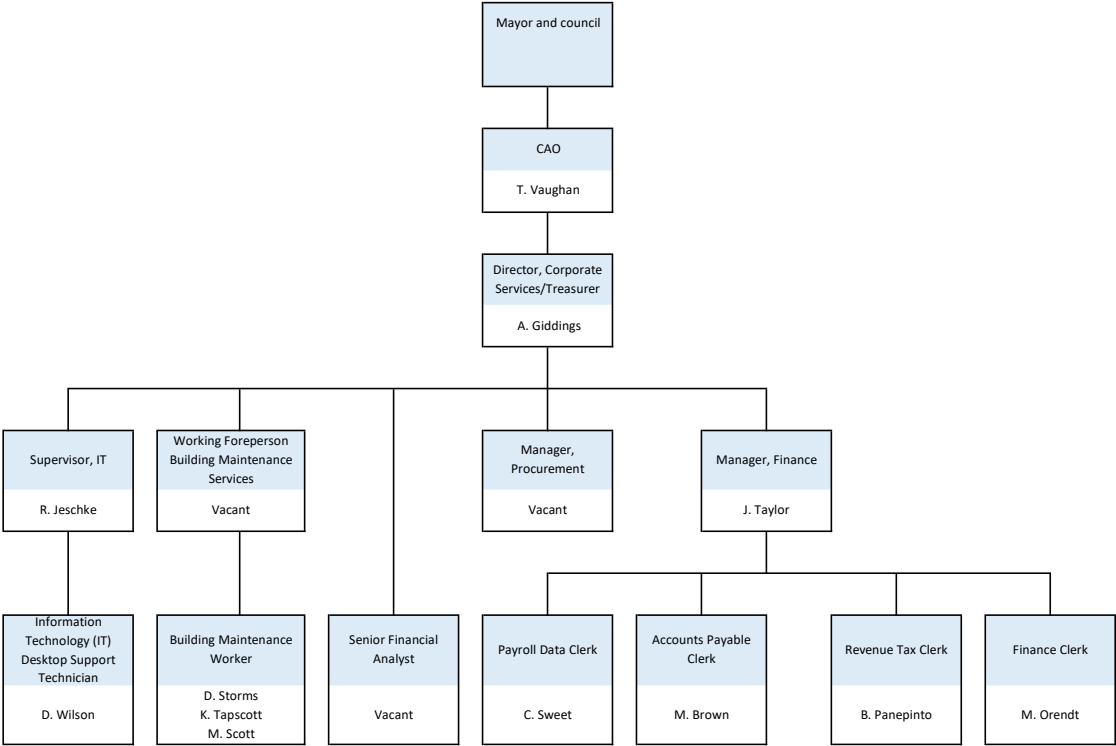 Mayor and council
CAO
T. Vaughan
Director, Corporate
Services/Treasurer
A. Giddings
Supervisor, IT
R. Jeschke
Working Foreperson
Building Maintenance
Services
Vacant
Manager,
Procurement
Vacant
Manager, Finance
J. Taylor
Information
Technology (IT)
Desktop Support
Technician
D. Wilson
Building Maintenance
Worker
D. Storms
K. Tapscott
M. Scott
Senior Financial
Analyst
Vacant
Payroll Data Clerk
C. Sweet
Accounts Payable
Clerk
M. Brown
Revenue Tax Clerk
B. Panepinto
Finance Clerk
M. Orendt